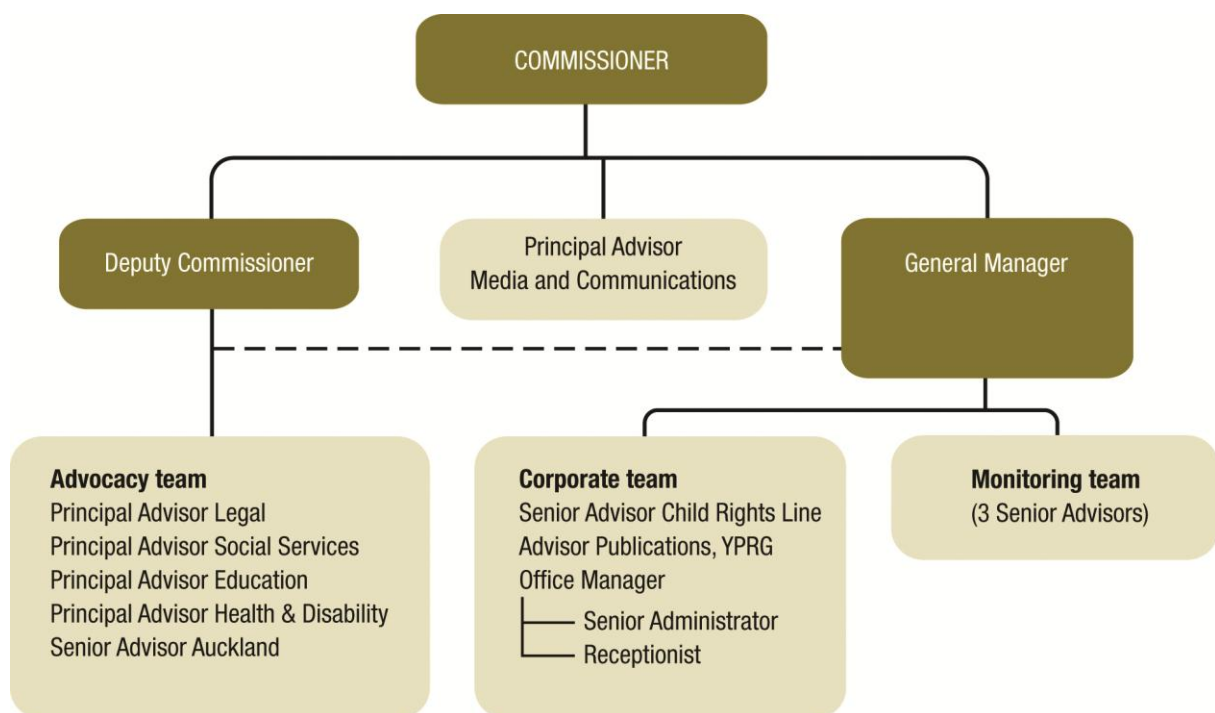 COMMISSIONER
Deputy Commissioner
Principal Advisor
Media and Communications
General Manager
Advocacy team
Principal Advisor Legal
Principal Advisor Social Services
Principal Advisor Education
Principal Advisor Health & Disability
Senior Advisor Auckland
Corporate team
Senior Advisor Child Rights Line
Advisor Publications, YPRG
Office Manager
Senior Administrator
Receptionist
Monitoring team
(3 Senior Advisors)